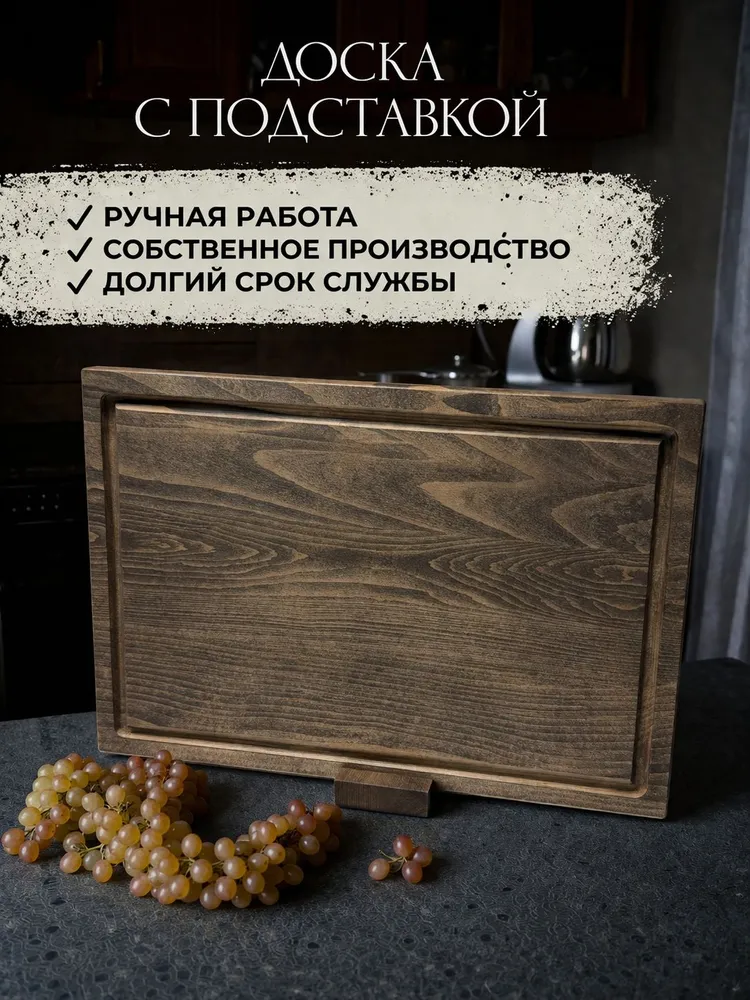 ДОСКА
С ПОДСТАВКОЙ
✓ РУЧНАЯ РАБОТА
✓ СОБСТВЕННОЕ ПРОИЗВОДСТВО
✓ ДОЛГИЙ СРОК СЛУЖБЫ